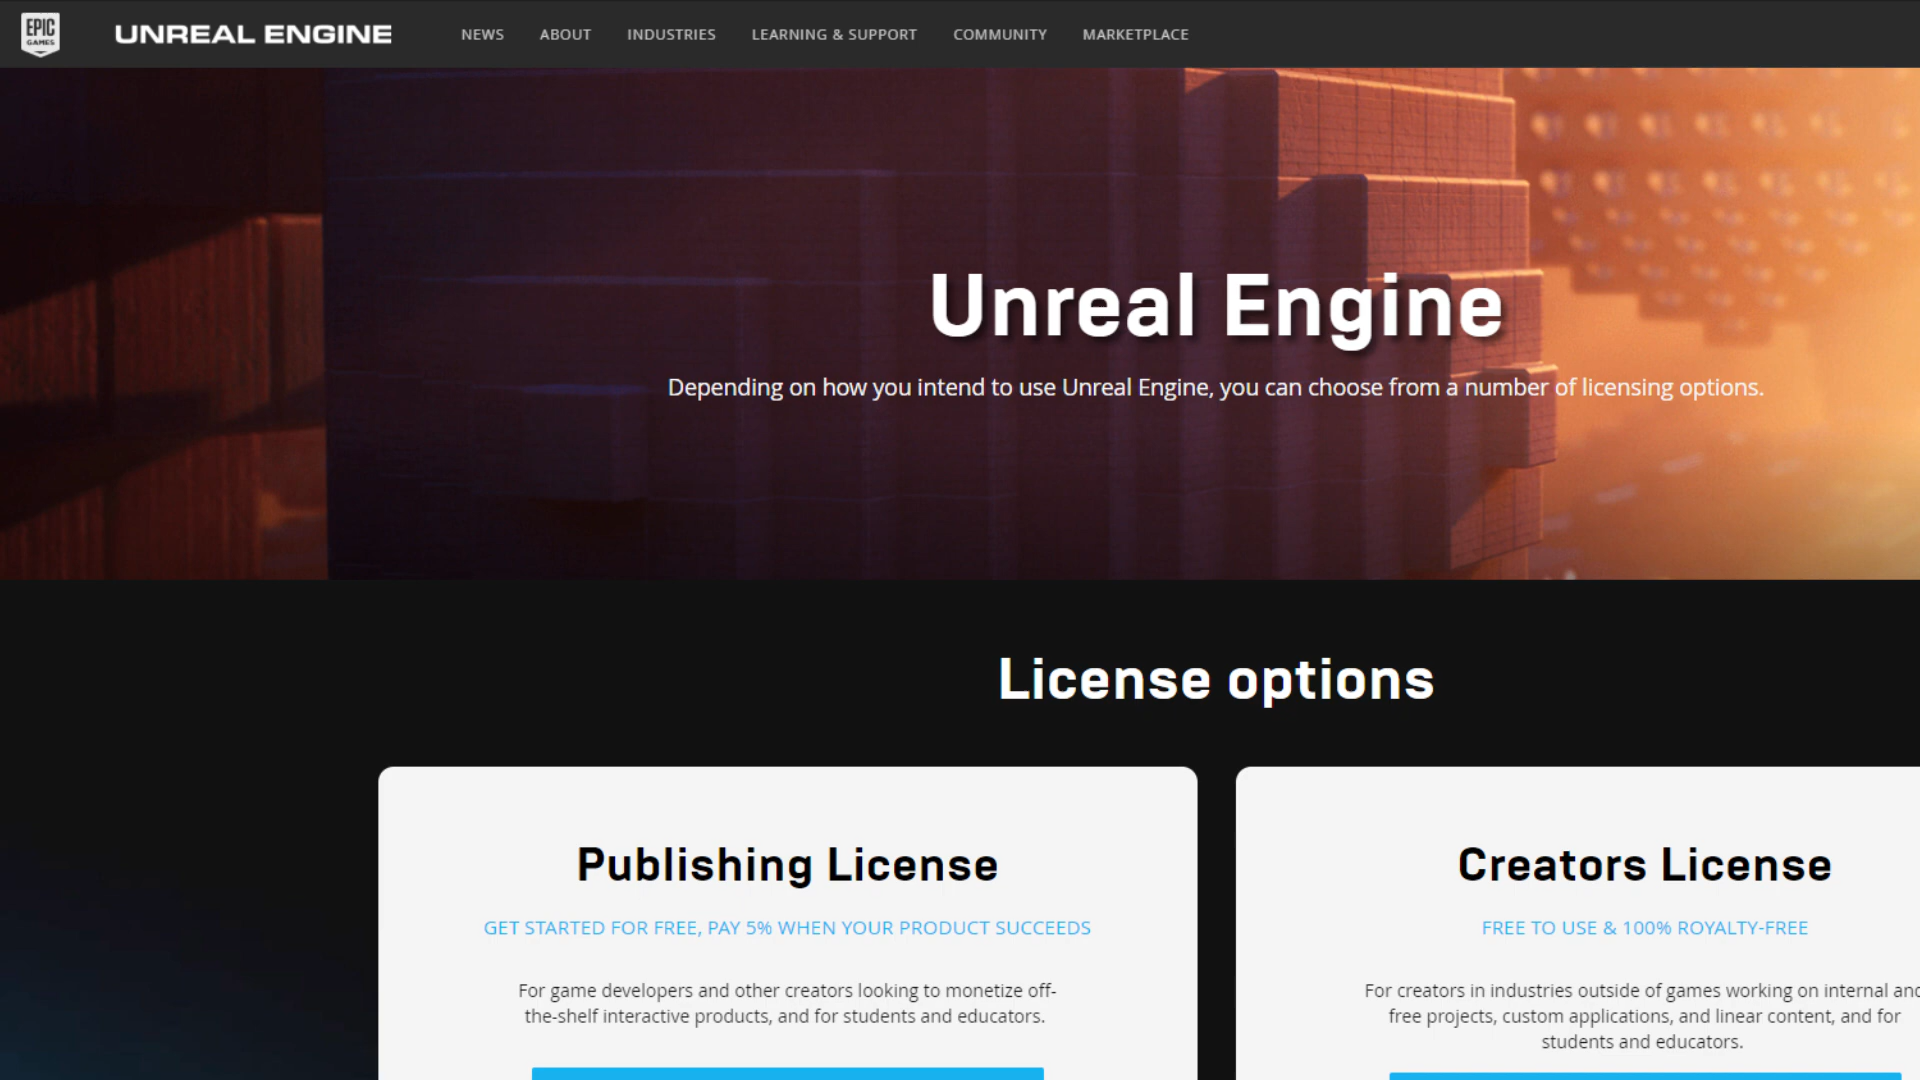 EPIC
GAMES
UNREAL ENGINE
NEWS ABOUT INDUSTRIES LEARNING & SUPPORT COMMUNITY MARKETPLACE
Unreal Engine
Depending on how you intend to use Unreal Engine, you can choose from a number of licensing options.
License options
Publishing License
GET STARTED FOR FREE, PAY 5% WHEN YOUR PRODUCT SUCCEEDS
For game developers and other creators looking to monetize off-
the-shelf interactive products, and for students and educators.
Creators License
FREE TO USE & 100% ROYALTY-FREE
For creators in industries outside of games working on internal and
free projects, custom applications, and linear content, and for
students and educators.